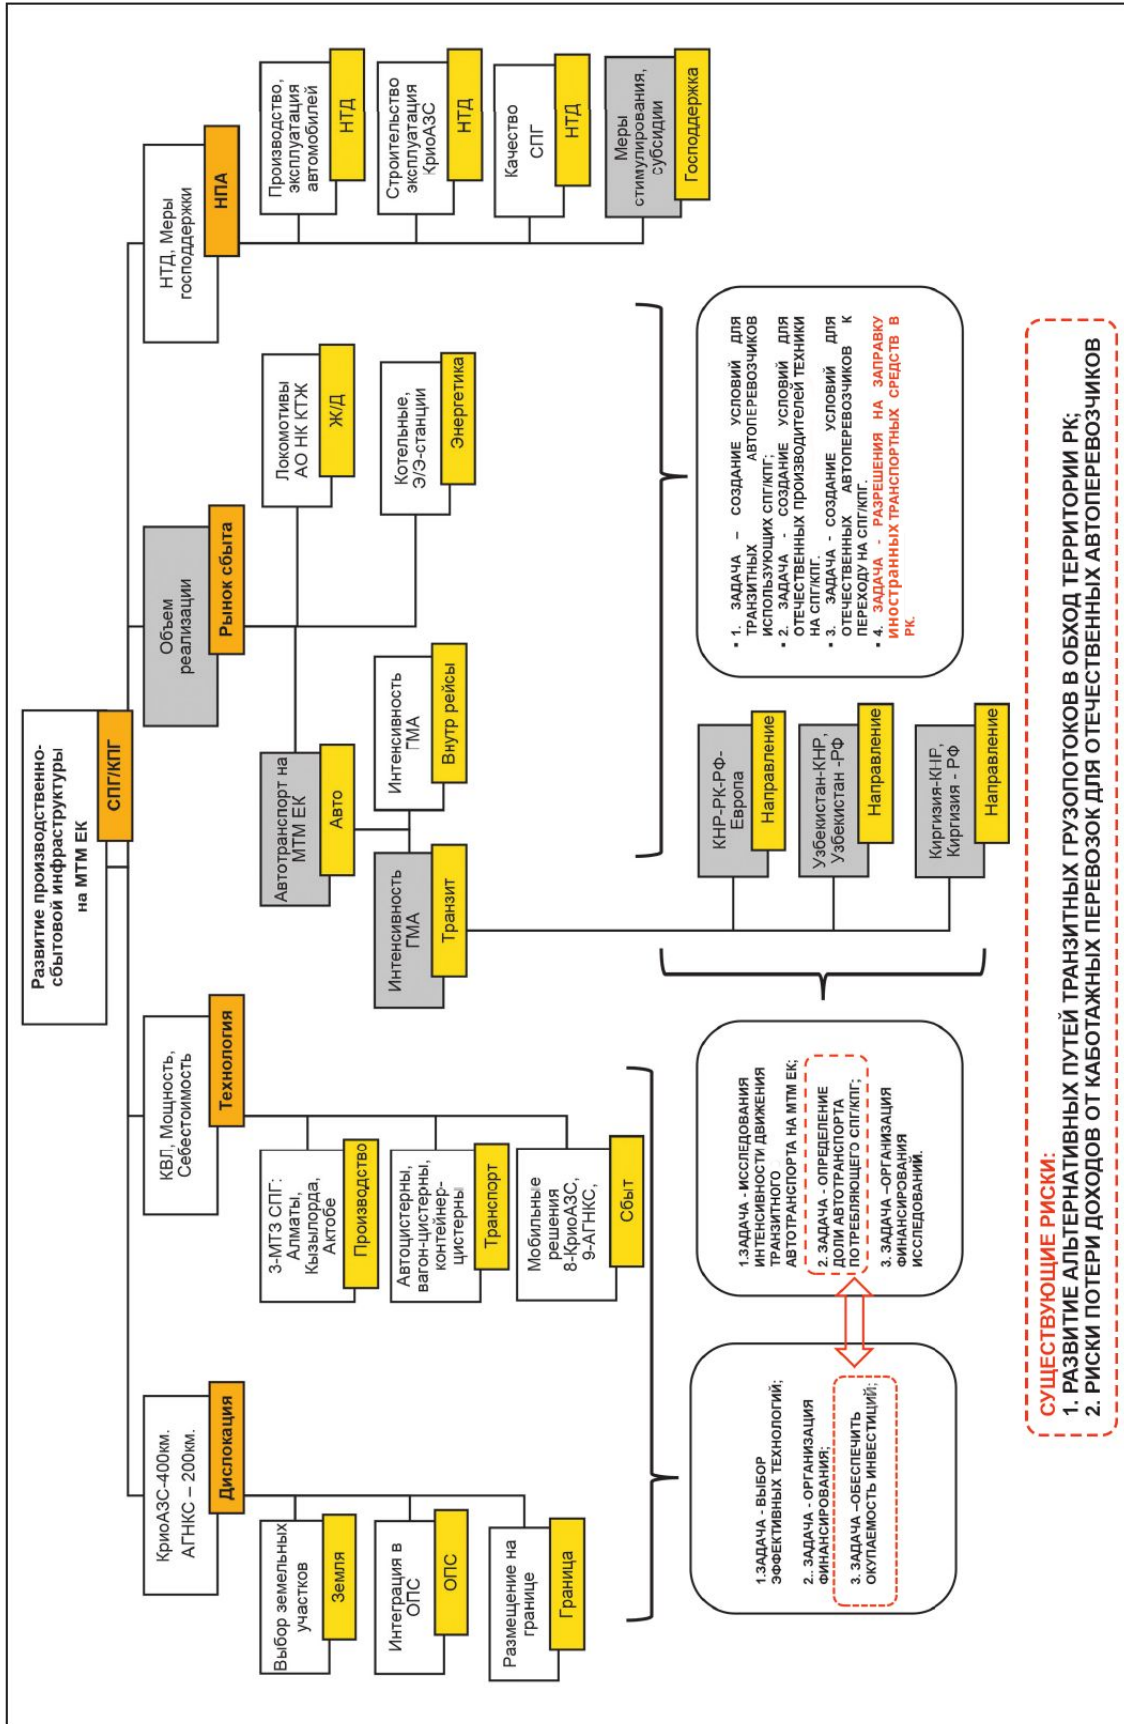 Развитие производственно-
сбытовой инфраструктуры
на МТМ ЕК
СПГ/КПГ
КриоАЗС-400км.
АГНКС – 200км.
Дислокация
Выбор земельных
участков
Земля
Интеграция в
ОПС
ОПС
Размещение на
границе
Граница
КВЛ, Мощность,
Себестоимость
Технология
3-МТЗ СПГ:
Алматы,
Кызылорда,
Актобе
Производство
Автоцистерны,
вагон-цистерны,
контейнер-
цистерны
Транспорт
Мобильные
решения
8-КриоАЗС,
9-АГНКС,
Сбыт
Объем
реализации
Рынок сбыта
Автотранспорт на
МТМ ЕК
Авто
Интенсивность
ГМА
Транзит
Интенсивность
ГМА
Внутр рейсы
КНР-РК-РФ-
Европа
Направление
Узбекистан-КНР,
Узбекистан -РФ
Направление
Киргизия-КНР,
Киргизия - РФ
Направление
Локомотивы
АО НК КТЖ
Ж/Д
Котельные,
Э/Э-станции
Энергетика
НТД, Меры
господдержки
НПА
Производство,
эксплуатация
автомобилей
НТД
Строительство
эксплуатация
КриоАЗС
НТД
Качество
СПГ
НТД
Меры
стимулирования,
субсидии
Господдержка
1.ЗАДАЧА - ВЫБОР
ЭФФЕКТИВНЫХ ТЕХНОЛОГИЙ;
2. ЗАДАЧА - ОРГАНИЗАЦИЯ
ФИНАНСИРОВАНИЯ;
3. ЗАДАЧА –ОБЕСПЕЧИТЬ
ОКУПАЕМОСТЬ ИНВЕСТИЦИЙ;
1.ЗАДАЧА - ИССЛЕДОВАНИЯ
ИНТЕНСИВНОСТИ ДВИЖЕНИЯ
ТРАНЗИТНОГО
АВТОТРАНСПОРТА НА МТМ ЕК;
2. ЗАДАЧА - ОПРЕДЕЛЕНИЕ
ДОЛИ АВТОТРАНСПОРТА
ПОТРЕБЛЯЮЩЕГО СПГ/КПГ;
3. ЗАДАЧА –ОРГАНИЗАЦИЯ
ФИНАНСИРОВАНИЯ
ИССЛЕДОВАНИЙ.
▪ 1. ЗАДАЧА – СОЗДАНИЕ УСЛОВИЙ ДЛЯ
ТРАНЗИТНЫХ АВТОПЕРЕВОЗЧИКОВ
ИСПОЛЬЗУЮЩИХ СПГ/КПГ;
▪ 2. ЗАДАЧА - СОЗДАНИЕ УСЛОВИЙ ДЛЯ
ОТЕЧЕСТВЕННЫХ ПРОИЗВОДИТЕЛЕЙ ТЕХНИКИ
НА СПГ/КПГ.
▪ 3. ЗАДАЧА - СОЗДАНИЕ УСЛОВИЙ ДЛЯ
ОТЕЧЕСТВЕННЫХ АВТОПЕРЕВОЗЧИКОВ К
ПЕРЕХОДУ НА СПГ/КПГ.
▪ 4. ЗАДАЧА - РАЗРЕШЕНИЯ НА ЗАПРАВКУ
ИНОСТРАННЫХ ТРАНСПОРТНЫХ СРЕДСТВ В
РК.
СУЩЕСТВУЮЩИЕ РИСКИ:
1. РАЗВИТИЕ АЛЬТЕРНАТИВНЫХ ПУТЕЙ ТРАНЗИТНЫХ ГРУЗОПОТОКОВ В ОБХОД ТЕРРИТОРИИ РК;
2. РИСКИ ПОТЕРИ ДОХОДОВ ОТ КАБОТАЖНЫХ ПЕРЕВОЗОК ДЛЯ ОТЕЧЕСТВЕННЫХ АВТОПЕРЕВОЗЧИКОВ